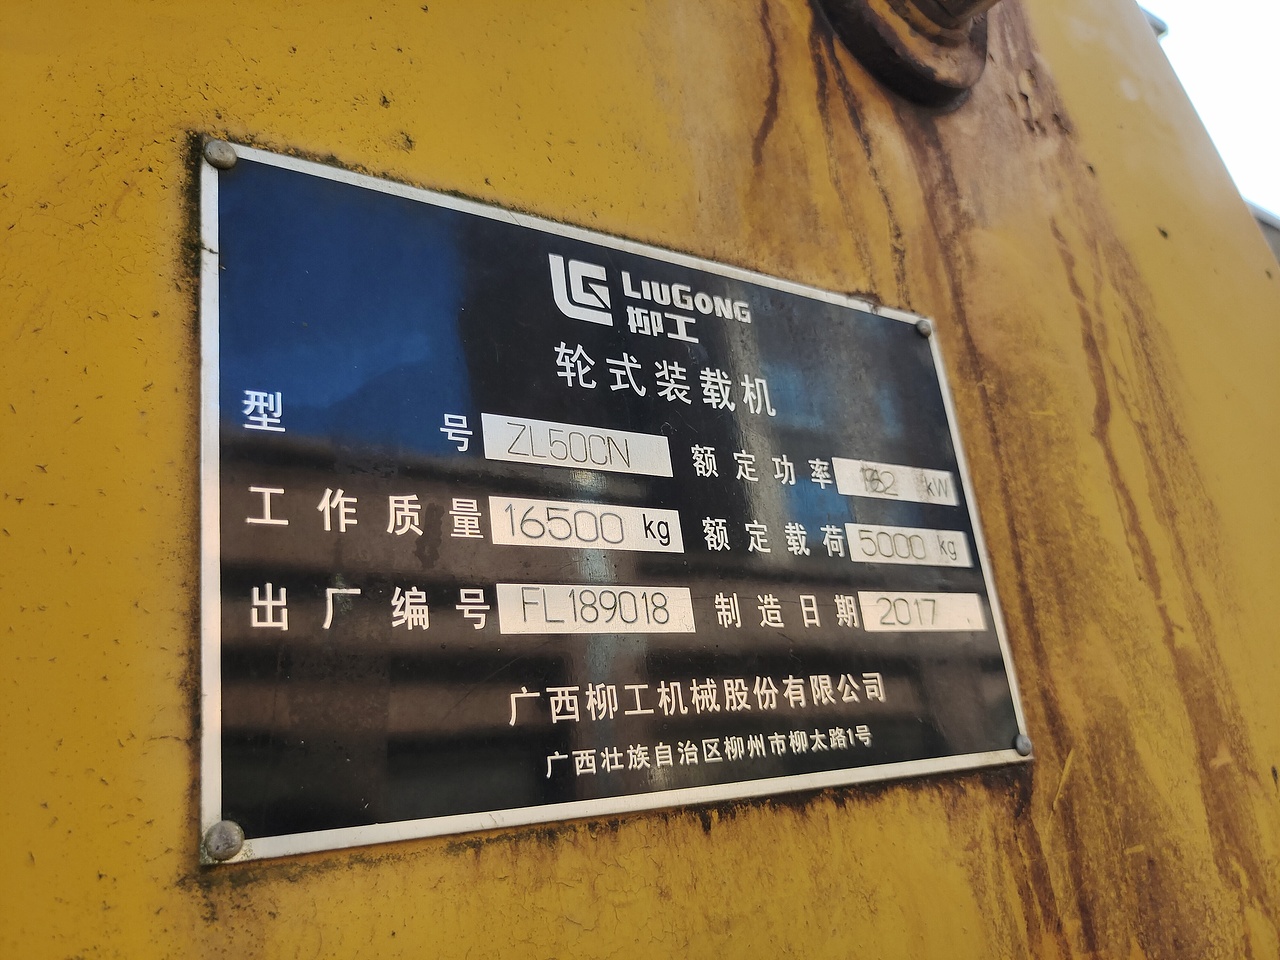 LIUGONG
柳工
轮式装载机
型号 ZL50CN 额定功率 162 kW
工作质量 16500 kg 额定载荷 5000 kg
出厂编号 FL189018 制造日期 2017
广西柳工机械股份有限公司
广西壮族自治区柳州市柳太路1号